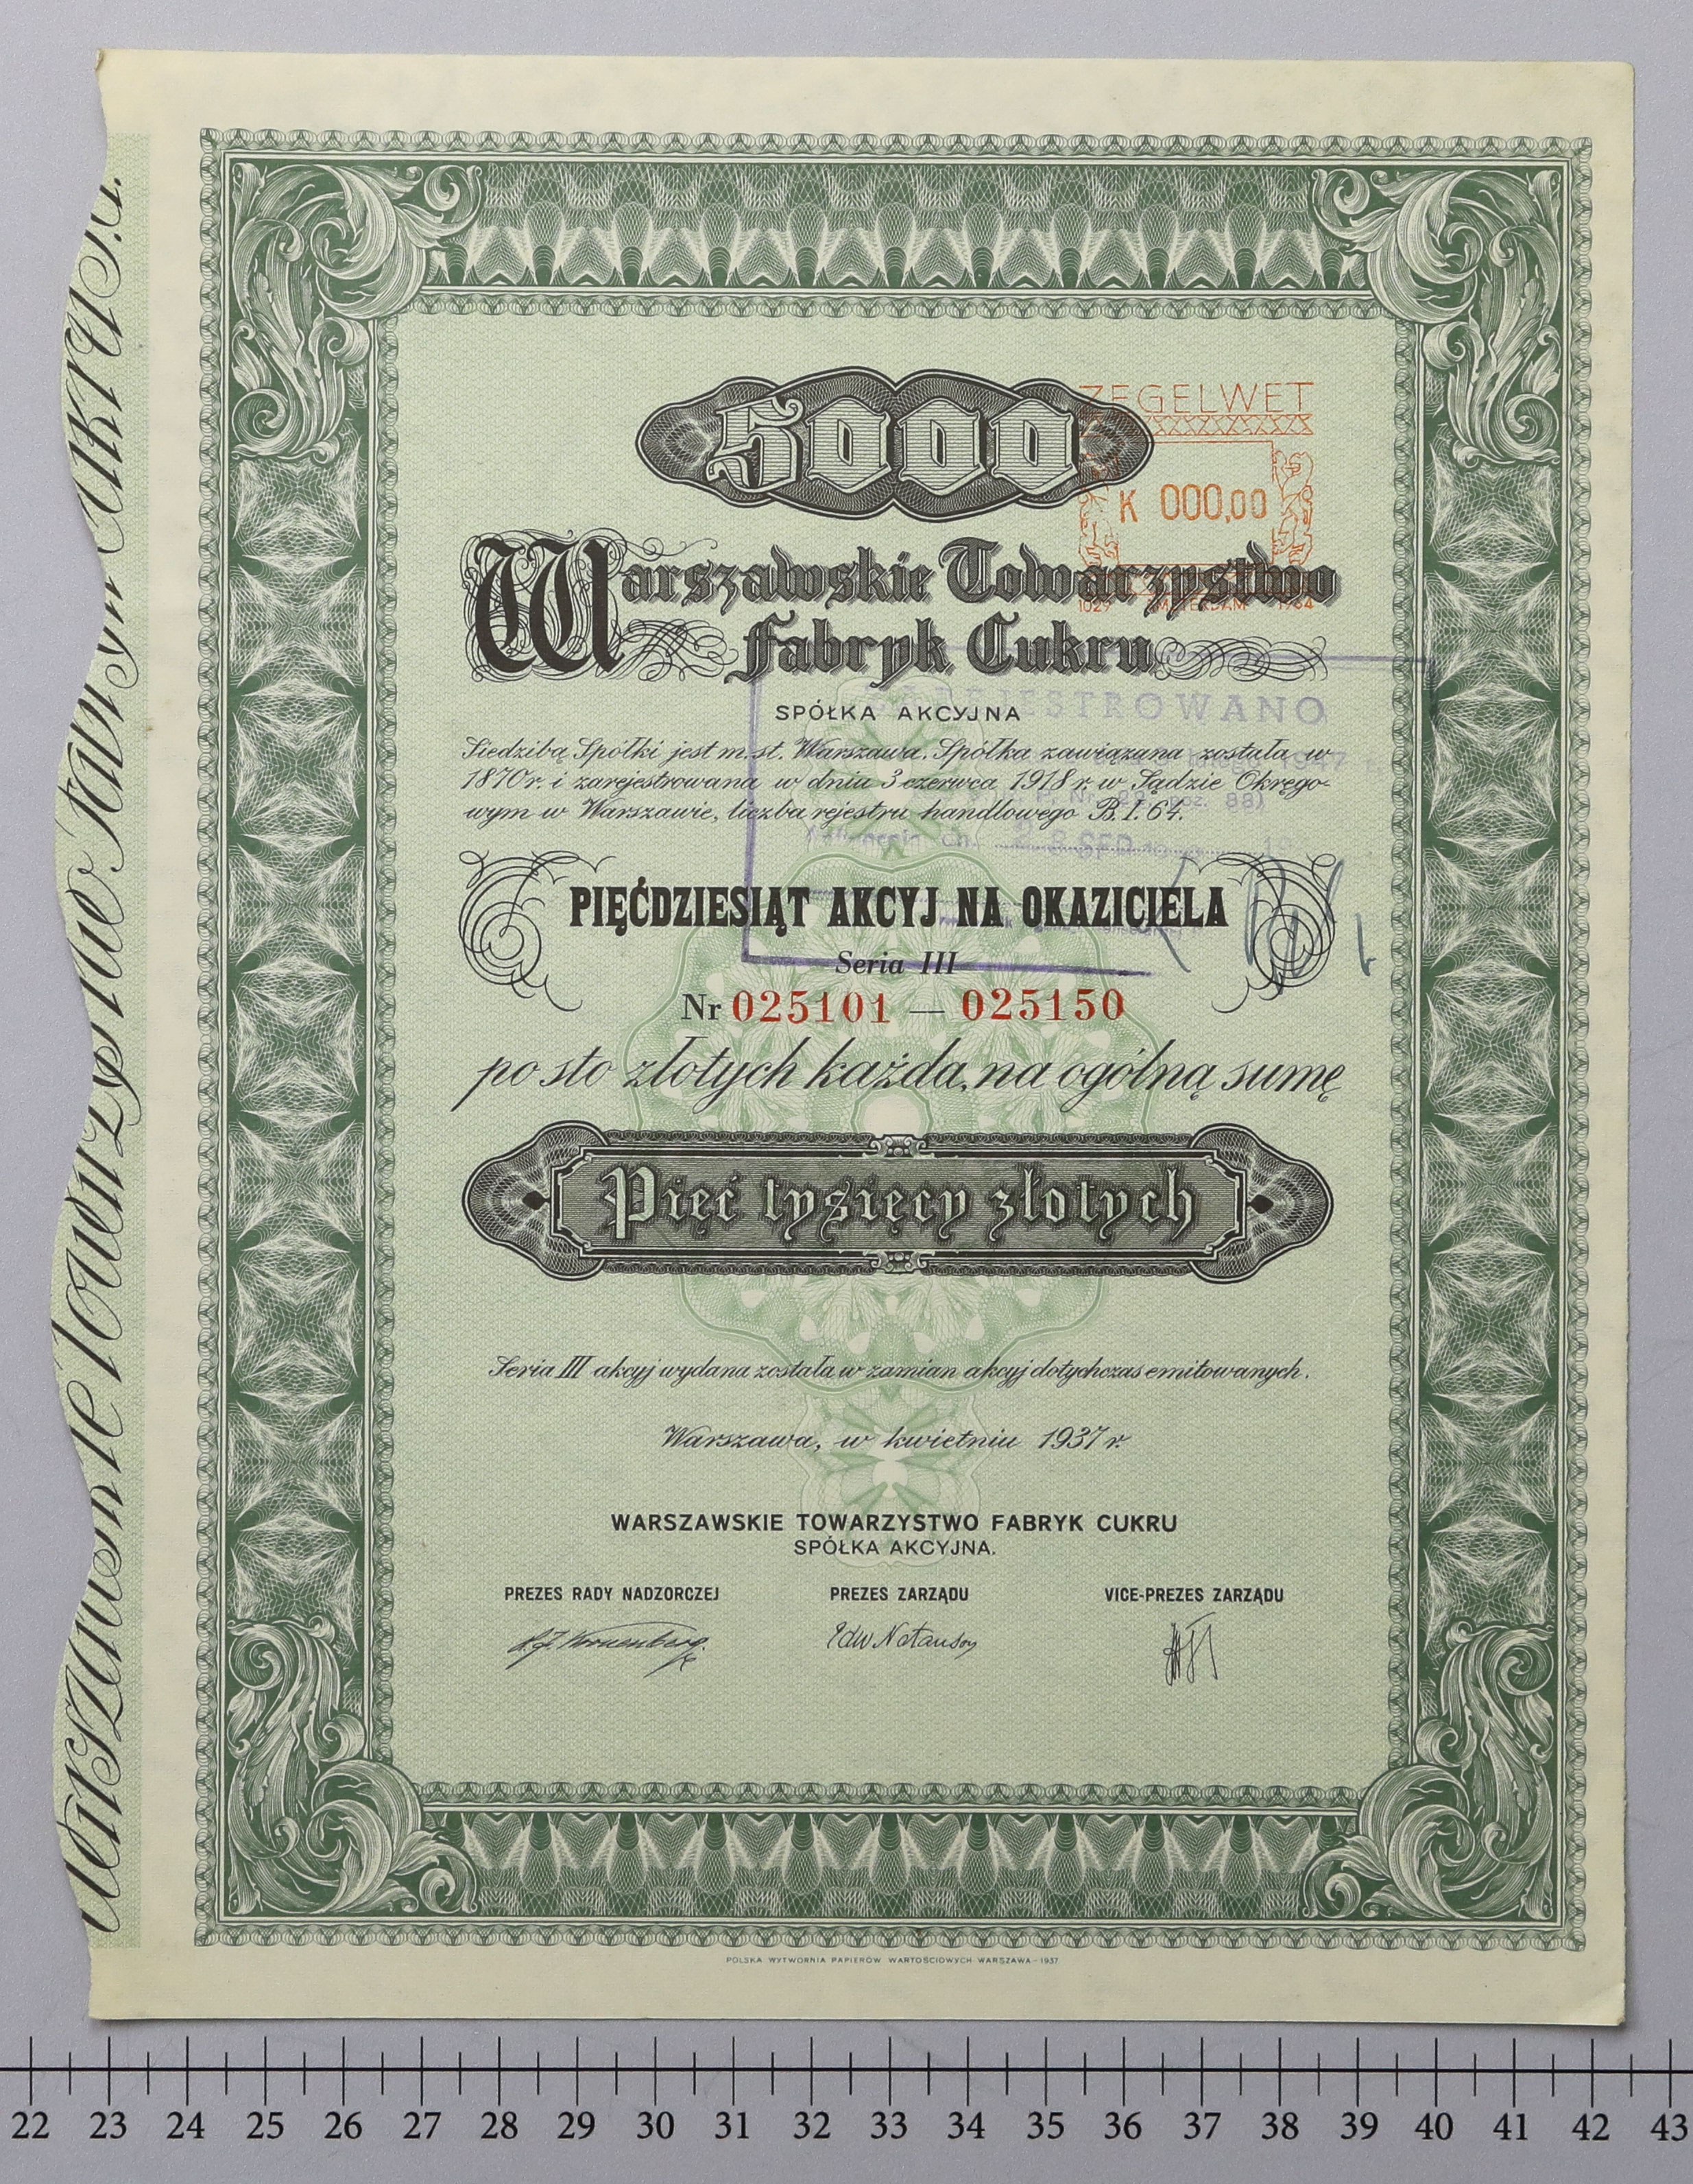 5000
ZEGELWET
K 000,00
Warszawskie Towarzystwo
Fabryk Cukru
SPÓŁKA AKCYJNA
Siedzibą Spółki jest m. st. Warszawa. Spółka zawiązana została w
1870 r. i zarejestrowana w dniu 3 czerwca 1918 r. w Sądzie Okręgo-
wym w Warszawie, liczba rejestru handlowego B. I. 64.
PIĘĆDZIESIĄT AKCYJ NA OKAZICIELA
Seria III
Nr 025101 — 025150
po sto złotych każda, na ogólną sumę
Pięć tysięcy złotych
Seria III akcyj wydana została w zamian akcyj dotychczas emitowanych.
Warszawa, w kwietniu 1937 r.
WARSZAWSKIE TOWARZYSTWO FABRYK CUKRU
SPÓŁKA AKCYJNA.
PREZES RADY NADZORCZEJ PREZES ZARZĄDU VICE-PREZES ZARZĄDU
Edw Natanson
POLSKA WYTWÓRNIA PAPIERÓW WARTOŚCIOWYCH WARSZAWA - 1937
22 23 24 25 26 27 28 29 30 31 32 33 34 35 36 37 38 39 40 41 42 43